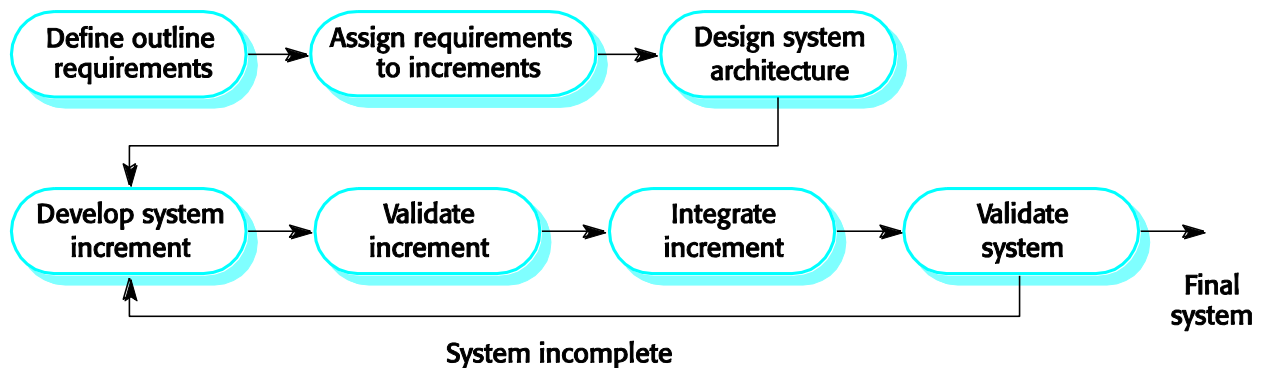 Define outline
requirements
Assign requirements
to increments
Design system
architecture
Develop system
increment
Validate
increment
Integrate
increment
Validate
system
Final
system
System incomplete